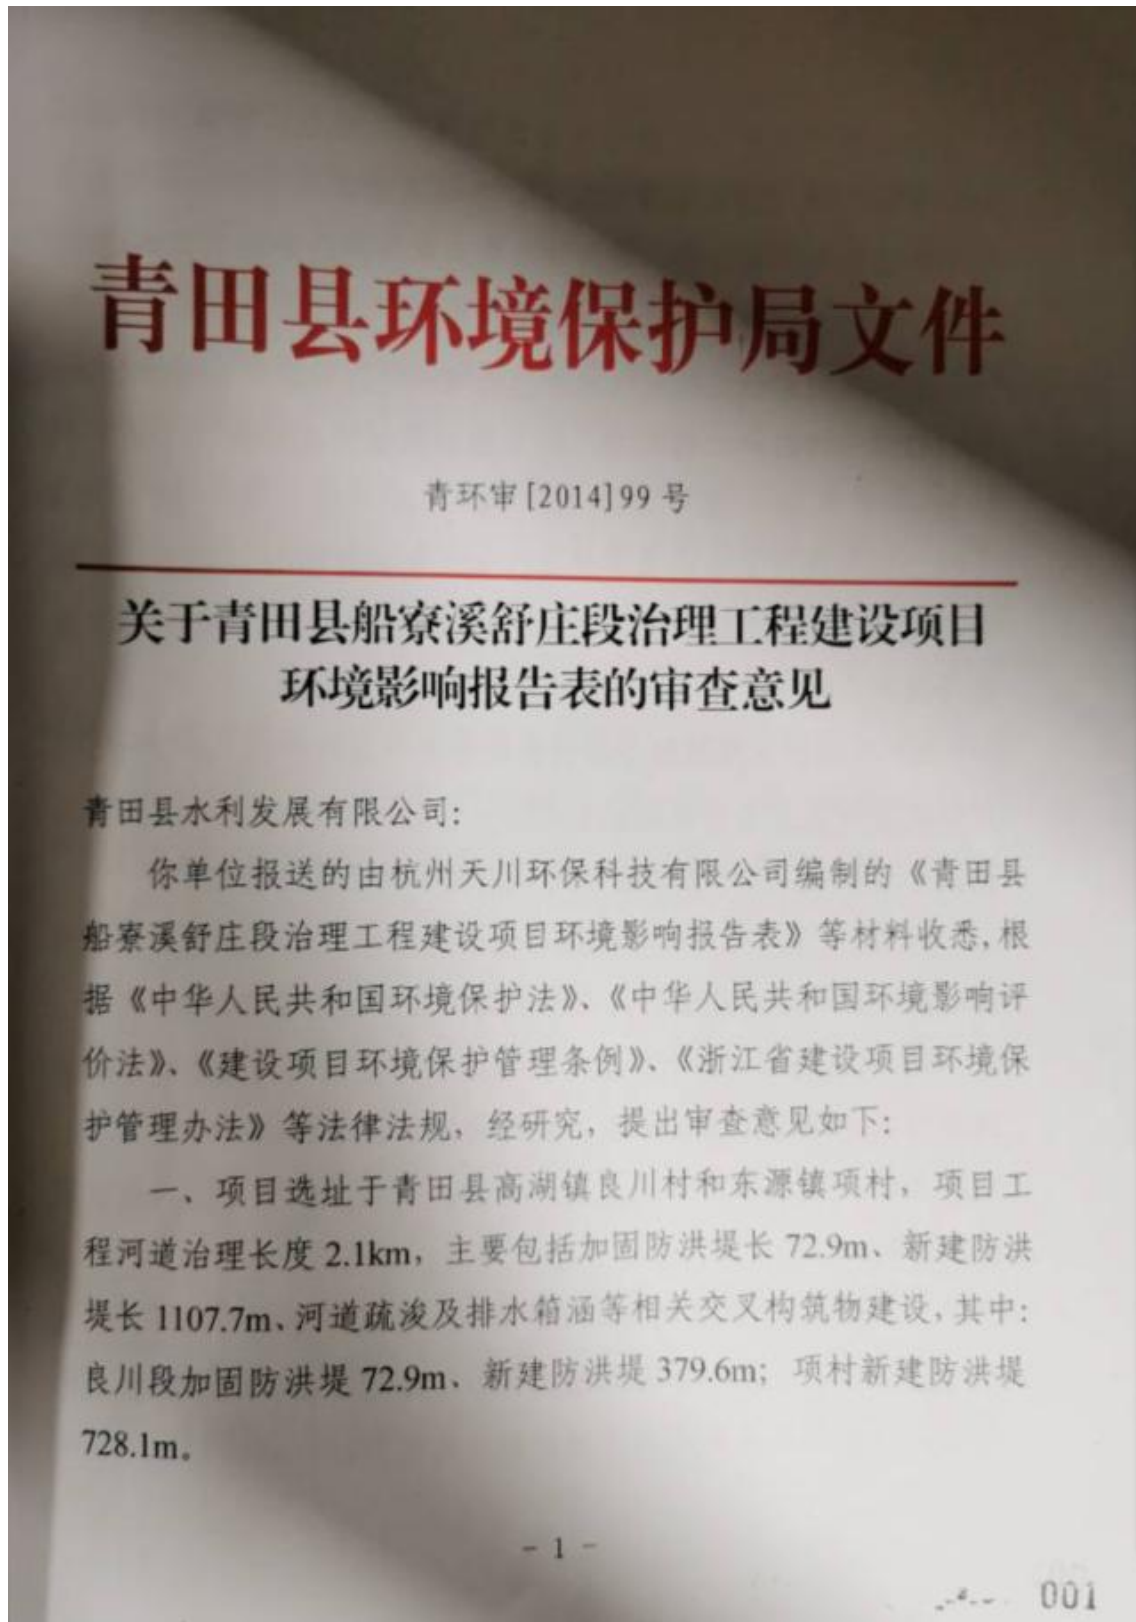 青田县环境保护局文件
青环审[2014]99号
关于青田县船寮溪舒庄段治理工程建设项目
环境影响报告表的审查意见
青田县水利发展有限公司:
你单位报送的由杭州天川环保科技有限公司编制的《青田县
船寮溪舒庄段治理工程建设项目环境影响报告表》等材料收悉,根
据《中华人民共和国环境保护法》、《中华人民共和国环境影响评
价法》、《建设项目环境保护管理条例》、《浙江省建设项目环境保
护管理办法》等法律法规,经研究,提出审查意见如下:
一、项目选址于青田县高湖镇良川村和东源镇项村,项目工
程河道治理长度2.1km,主要包括加固防洪堤长72.9m、新建防洪
堤长1107.7m、河道疏浚及排水箱涵等相关交叉构筑物建设,其中:
良川段加固防洪堤72.9m、新建防洪堤379.6m;项村新建防洪堤
728.1m。
- 1 -
001